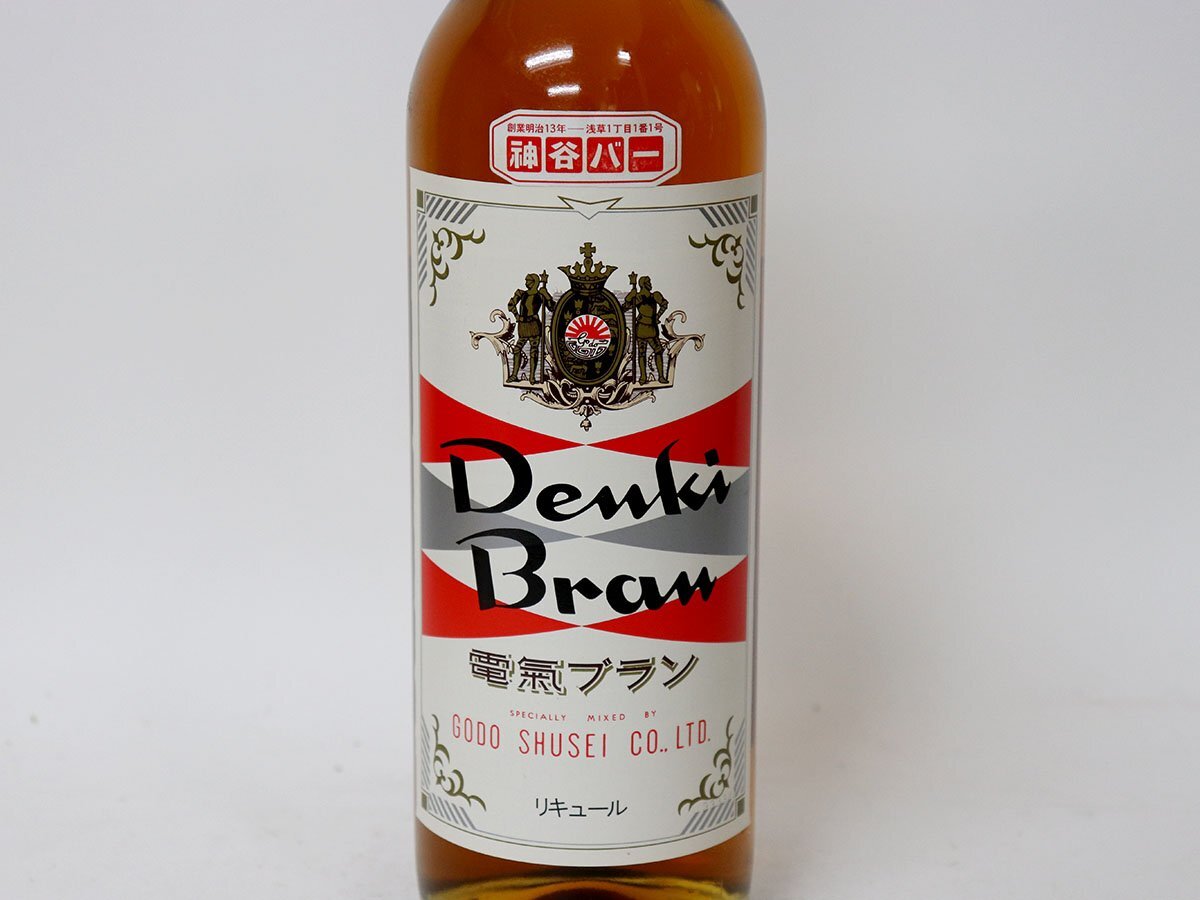 創業明治13年——浅草1丁目1番1号
神谷バー
Godo
Denki
Bran
電氣ブラン
SPECIALLY MIXED BY
GODO SHUSEI CO., LTD.
リキュール